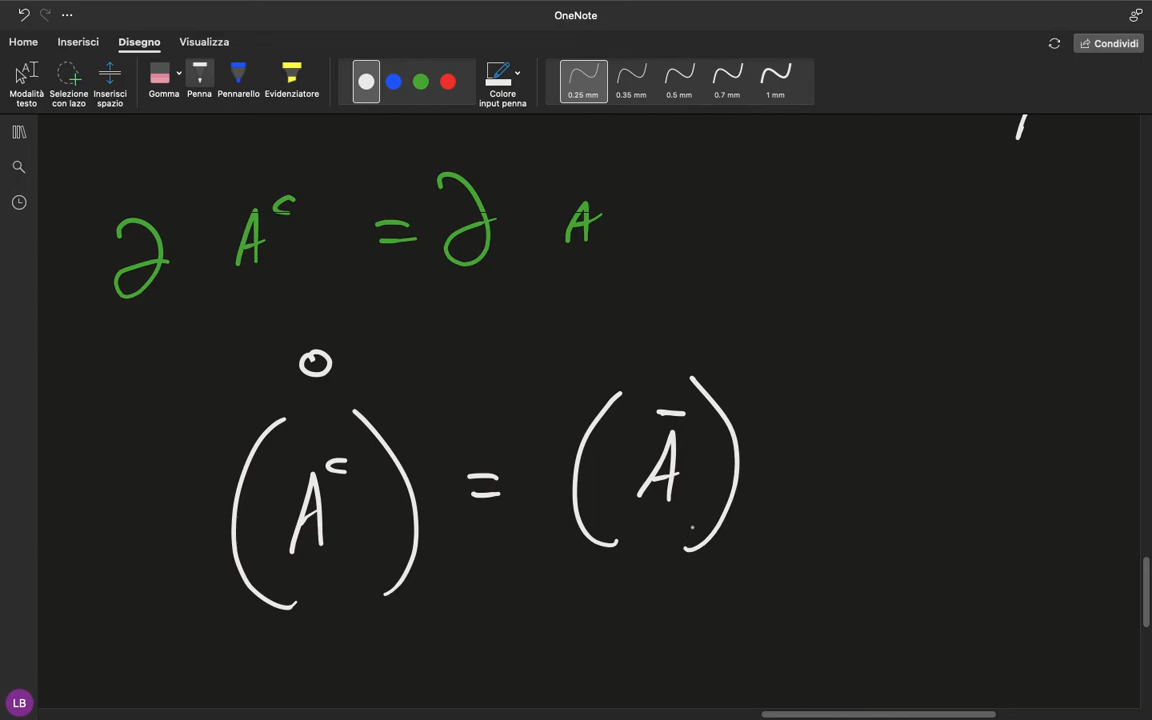 OneNote
Home Inserisci Disegno Visualizza
Condividi
Modalità testo Selezione con lazo Inserisci spazio Gomma Penna Pennarello Evidenziatore Colore input penna 0.25 mm 0.35 mm 0.5 mm 0.7 mm 1 mm
∂ A^c = ∂ A
(A^c)^° = (Ā)
LB